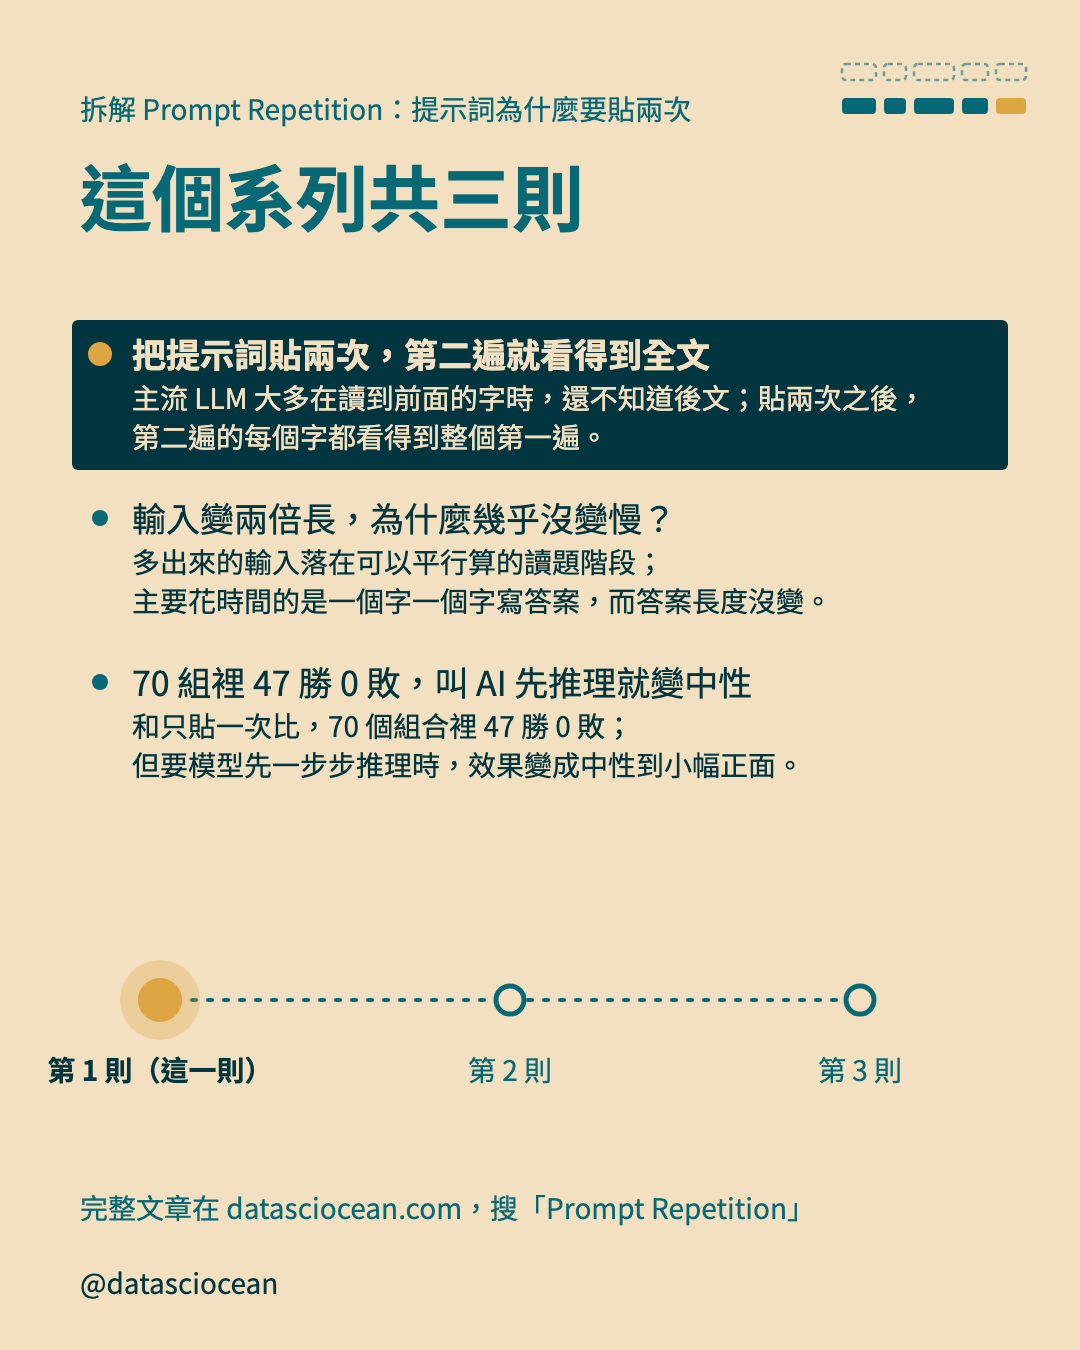 拆解 Prompt Repetition：提示詞為什麼要貼兩次
這個系列共三則
把提示詞貼兩次，第二遍就看得到全文
主流 LLM 大多在讀到前面的字時，還不知道後文；貼兩次之後，
第二遍的每個字都看得到整個第一遍。
輸入變兩倍長，為什麼幾乎沒變慢？
多出來的輸入落在可以平行算的讀題階段；
主要花時間的是一個字一個字寫答案，而答案長度沒變。
70 組裡 47 勝 0 敗，叫 AI 先推理就變中性
和只貼一次比，70 個組合裡 47 勝 0 敗；
但要模型先一步步推理時，效果變成中性到小幅正面。
第 1 則（這一則）
第 2 則
第 3 則
完整文章在 datasciocean.com，搜「Prompt Repetition」
@datasciocean